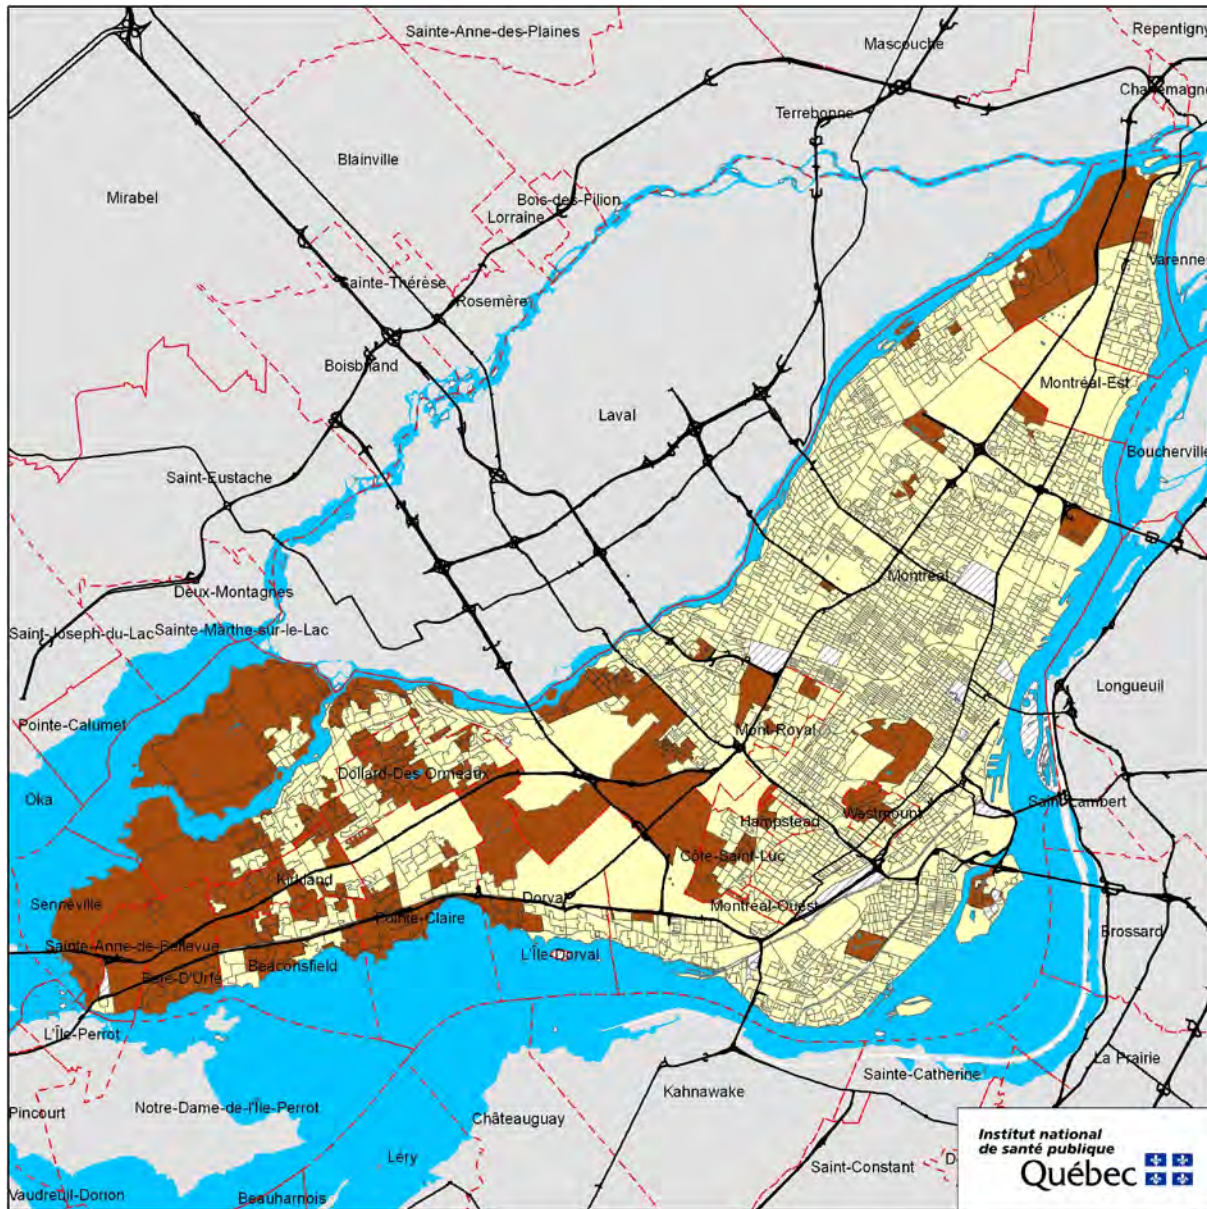 Sainte-Anne-des-Plaines
Mascouche
Repentigny
Charlemagne
Terrebonne
Blainville
Mirabel
Bois-des-Filion
Lorraine
Varenne
Sainte-Thérèse
Rosemère
Boisbriand
Montréal-Est
Laval
Boucherville
Saint-Eustache
Montréal
Deux-Montagnes
Saint-Joseph-du-Lac
Sainte-Marthe-sur-le-Lac
Longueuil
Pointe-Calumet
Mont-Royal
Dollard-Des Ormeaux
Oka
Saint-Lambert
Westmount
Hampstead
Côte-Saint-Luc
Kirkland
Dorval
Senneville
Montréal-Ouest
Pointe-Claire
Brossard
Sainte-Anne-de-Bellevue
L'Île-Dorval
Beaconsfield
Baie-D'Urfé
L'Île-Perrot
La Prairie
Sainte-Catherine
Kahnawake
Notre-Dame-de-l'Île-Perrot
Pincourt
Châteauguay
Institut national
de santé publique
Québec
Léry
Saint-Constant
D
Vaudreuil-Dorion
Beauharnois